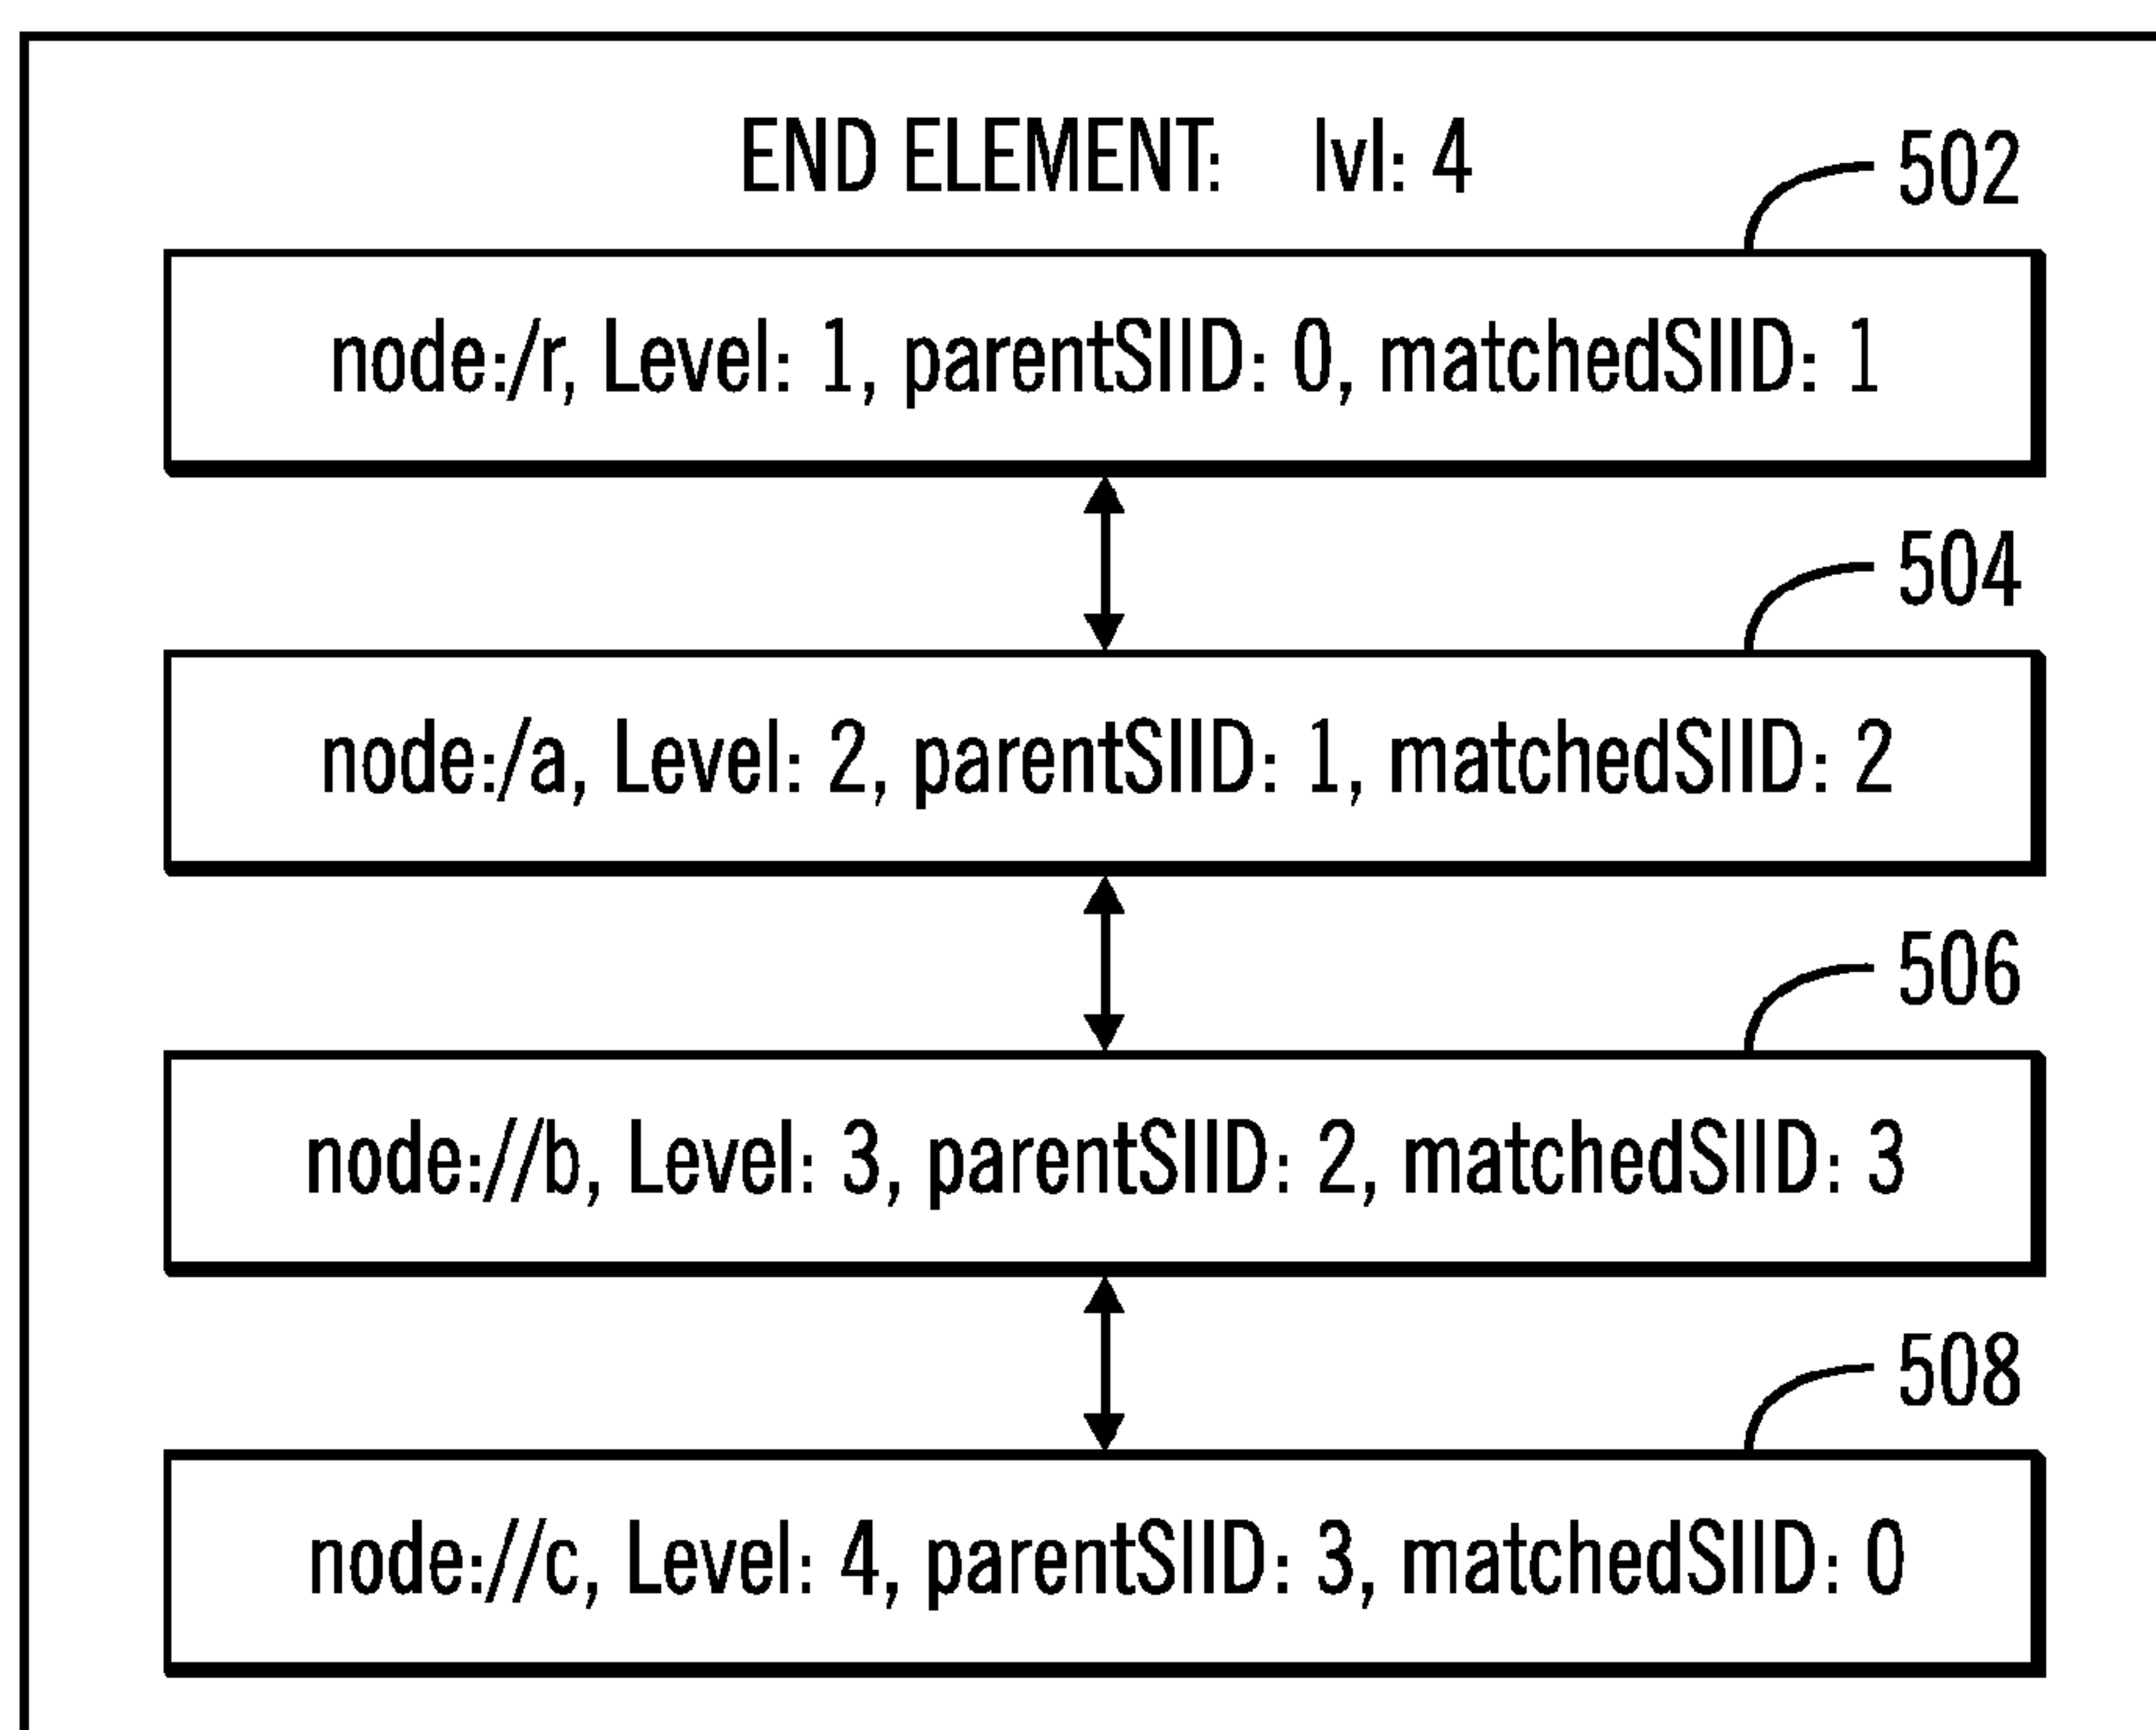 END ELEMENT: lvl: 4
502
node:/r, Level: 1, parentSIID: 0, matchedSIID: 1
504
node:/a, Level: 2, parentSIID: 1, matchedSIID: 2
506
node://b, Level: 3, parentSIID: 2, matchedSIID: 3
508
node://c, Level: 4, parentSIID: 3, matchedSIID: 0